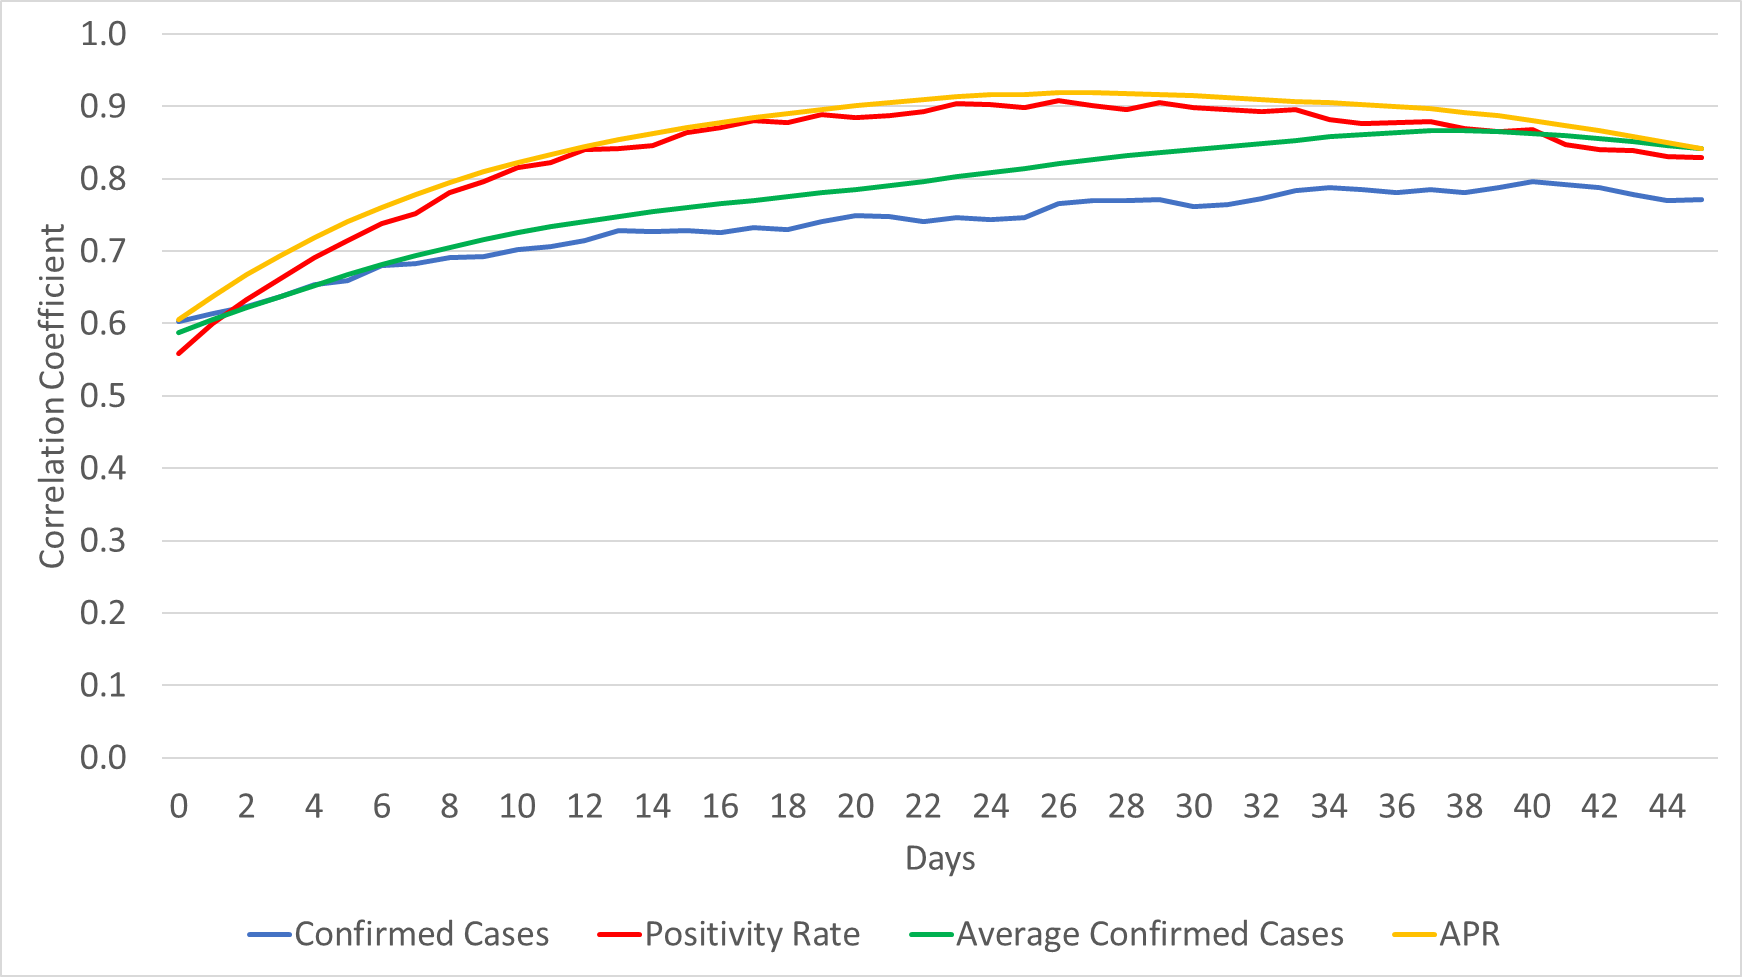 1.0
0.9
0.8
0.7
0.6
0.5
0.4
0.3
0.2
0.1
0.0
Correlation Coefficient
0 2 4 6 8 10 12 14 16 18 20 22 24 26 28 30 32 34 36 38 40 42 44
Days
Confirmed Cases Positivity Rate Average Confirmed Cases APR